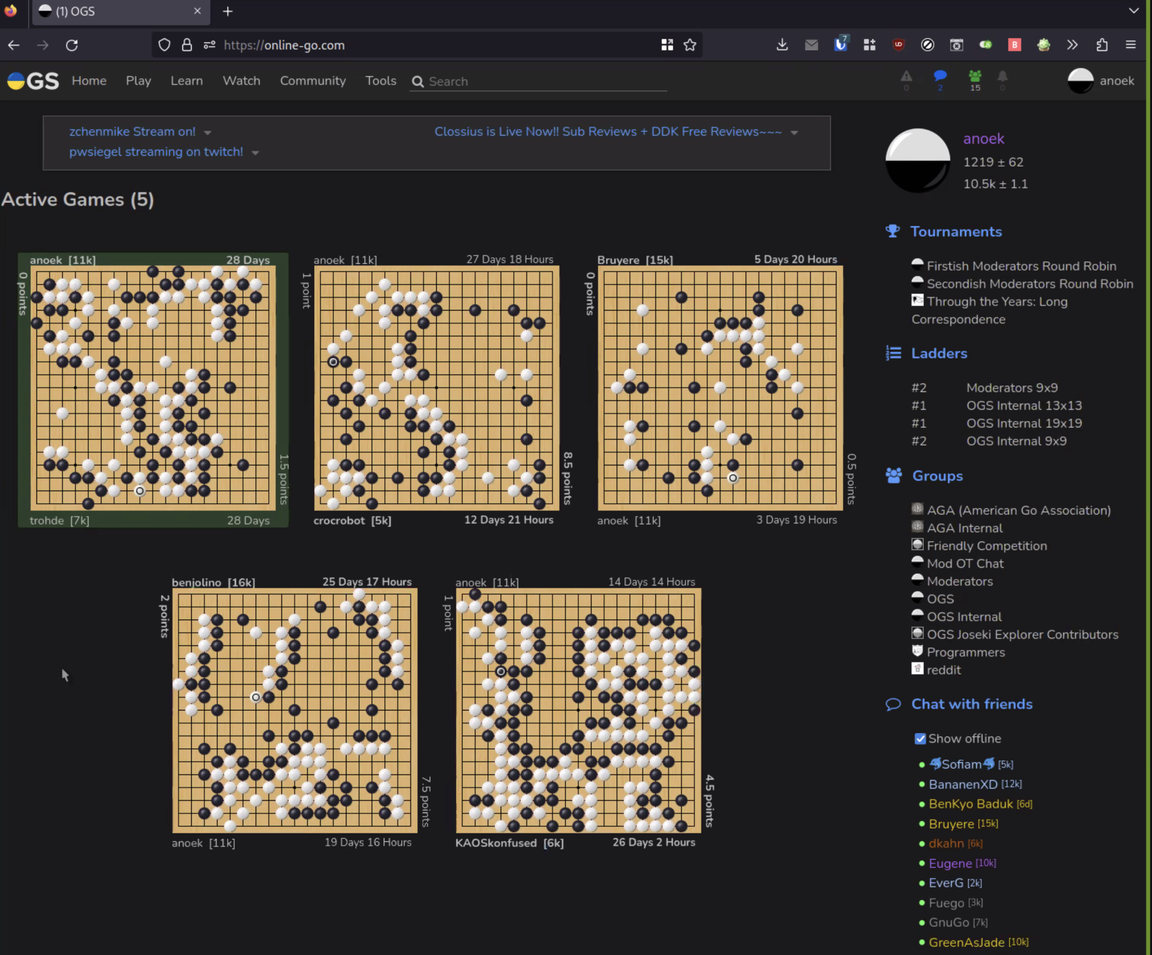 (1) OGS
https://online-go.com
7
GS Home Play Learn Watch Community Tools Search
0 2 15 0 anoek
zchenmike Stream on!
Clossius is Live Now!! Sub Reviews + DDK Free Reviews~~~
pwsiegel streaming on twitch!
anoek
1219 ± 62
10.5k ± 1.1
Active Games (5)
anoek [11k] 28 Days
0 points
1.5 points
trohde [7k] 28 Days
anoek [11k] 27 Days 18 Hours
1 point
8.5 points
crocrobot [5k] 12 Days 21 Hours
Bruyere [15k] 5 Days 20 Hours
0 points
0.5 points
anoek [11k] 3 Days 19 Hours
benjolino [16k] 25 Days 17 Hours
2 points
7.5 points
anoek [11k] 19 Days 16 Hours
anoek [11k] 14 Days 14 Hours
1 point
4.5 points
KAOSkonfused [6k] 26 Days 2 Hours
Tournaments
Firstish Moderators Round Robin
Secondish Moderators Round Robin
Through the Years: Long
Correspondence
Ladders
#2 Moderators 9x9
#1 OGS Internal 13x13
#1 OGS Internal 19x19
#2 OGS Internal 9x9
Groups
AGA (American Go Association)
AGA Internal
Friendly Competition
Mod OT Chat
Moderators
OGS
OGS Internal
OGS Joseki Explorer Contributors
Programmers
reddit
Chat with friends
Show offline
🐬Sofiam🐬 [5k]
BananenXD [12k]
BenKyo Baduk [6d]
Bruyere [15k]
dkahn [6k]
Eugene [10k]
EverG [2k]
Fuego [3k]
GnuGo [7k]
GreenAsJade [10k]